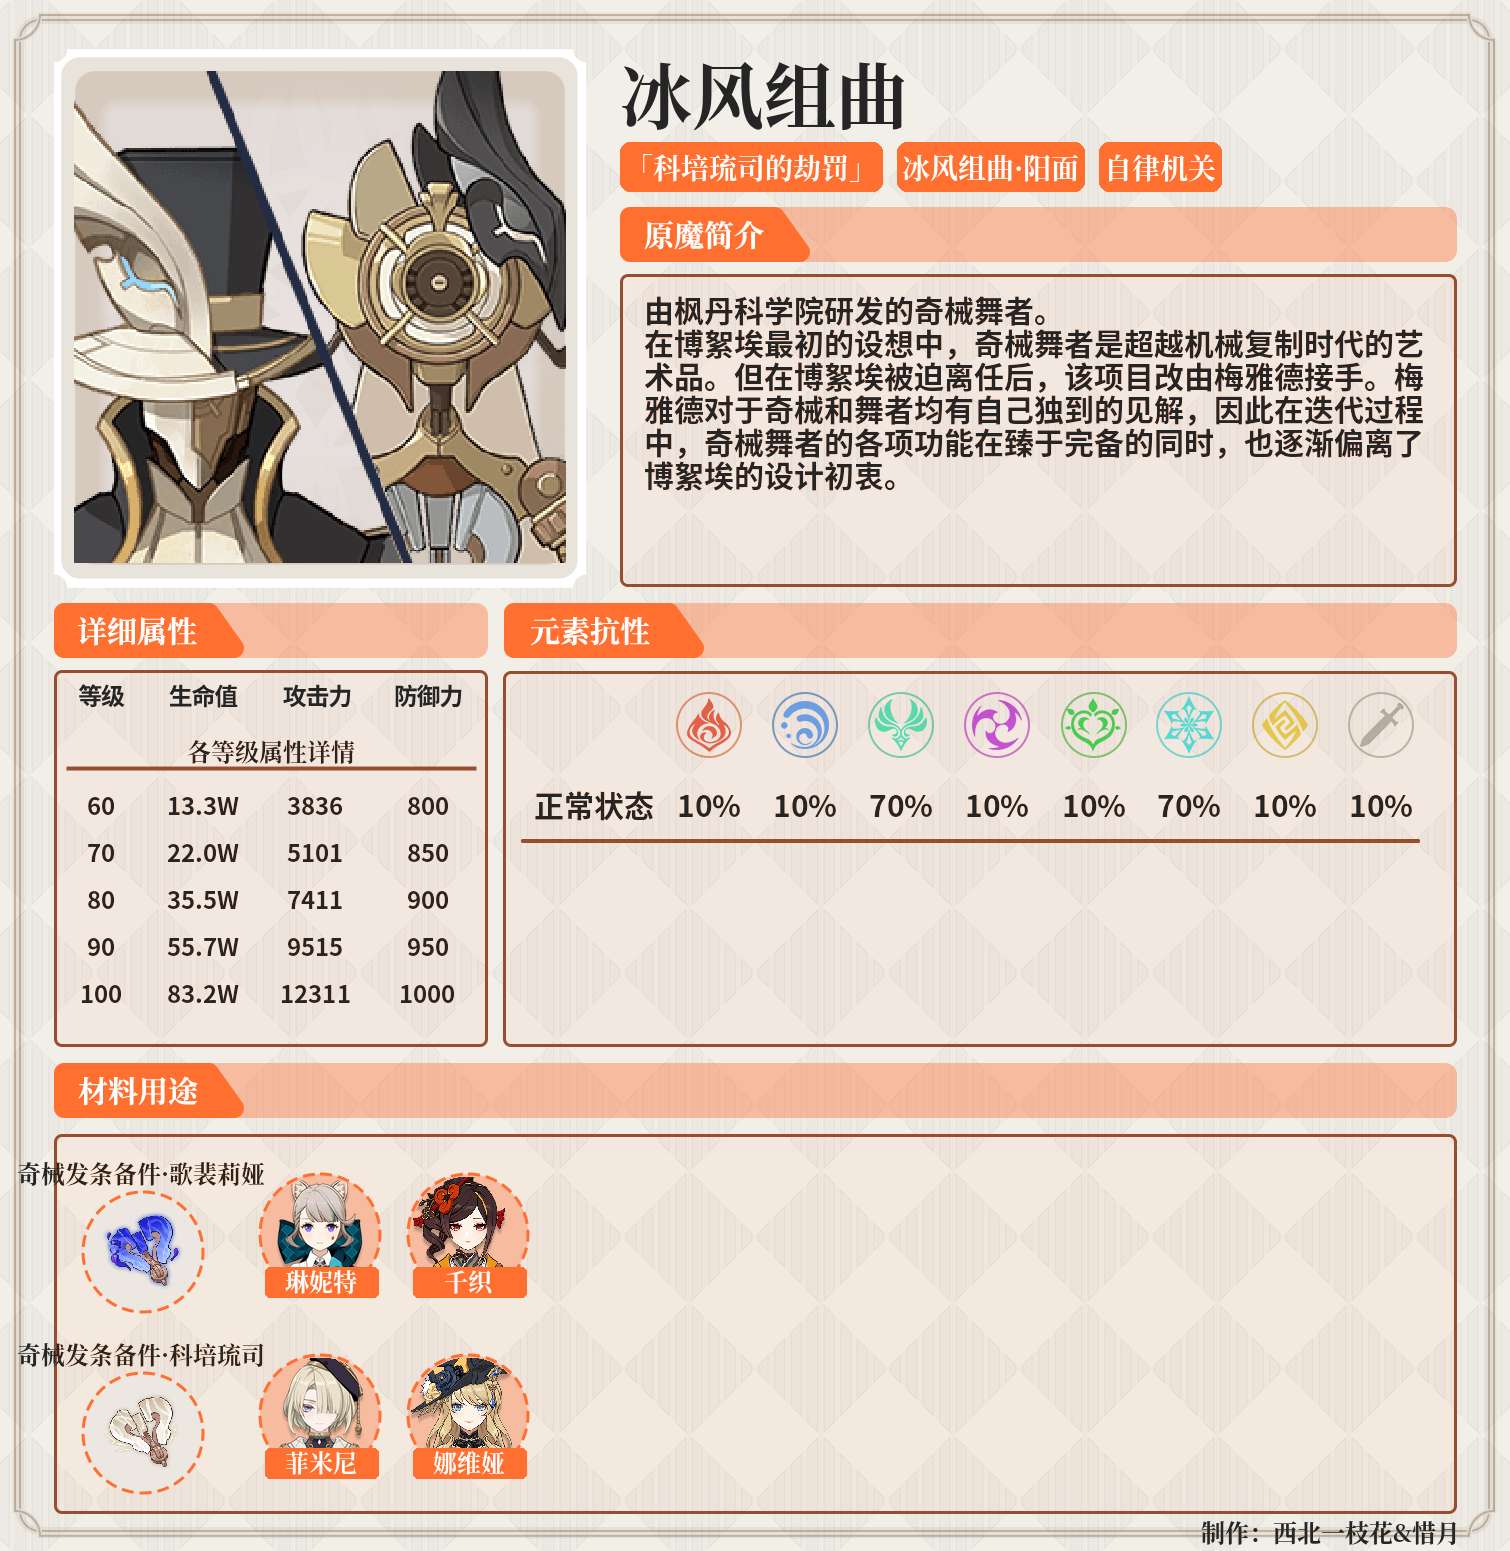 冰风组曲
「科培琉司的劫罚」 冰风组曲·阳面 自律机关
原魔简介
由枫丹科学院研发的奇械舞者。
在博絮埃最初的设想中，奇械舞者是超越机械复制时代的艺
术品。但在博絮埃被迫离任后，该项目改由梅雅德接手。梅
雅德对于奇械和舞者均有自己独到的见解，因此在迭代过程
中，奇械舞者的各项功能在臻于完备的同时，也逐渐偏离了
博絮埃的设计初衷。
详细属性
等级 生命值 攻击力 防御力
各等级属性详情
60 13.3W 3836 800
70 22.0W 5101 850
80 35.5W 7411 900
90 55.7W 9515 950
100 83.2W 12311 1000
元素抗性
正常状态 10% 10% 70% 10% 10% 70% 10% 10%
材料用途
奇械发条备件·歌裴莉娅
琳妮特 千织
奇械发条备件·科培琉司
菲米尼 娜维娅
制作：西北一枝花&惜月